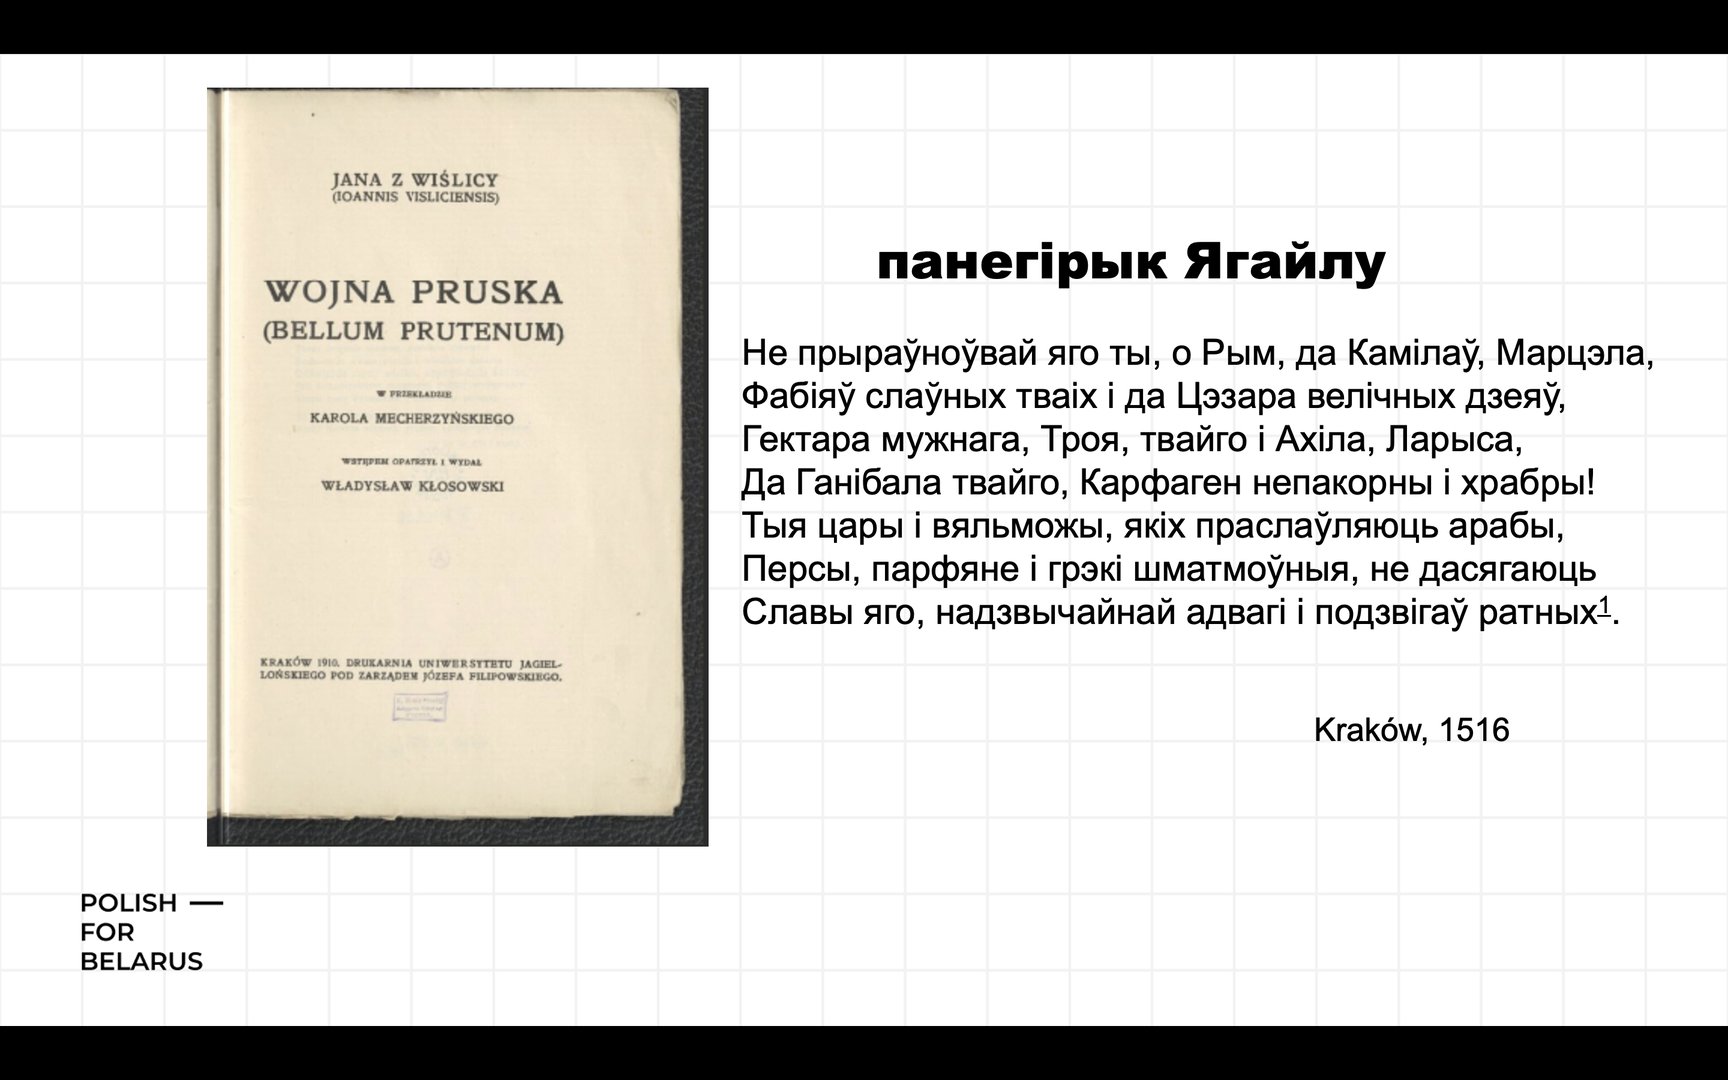 JANA Z WIŚLICY
(IOANNIS VISLICIENSIS)
WOJNA PRUSKA
(BELLUM PRUTENUM)
W PRZEKŁADZIE
KAROLA MECHERZYŃSKIEGO
WSTĘPEM OPATRZYŁ I WYDAŁ
WŁADYSŁAW KŁOSOWSKI
KRAKÓW 1910. DRUKARNIA UNIWERSYTETU JAGIEL-
LOŃSKIEGO POD ZARZĄDEM JÓZEFA FILIPOWSKIEGO.
панегірык Ягайлу
Не прыраўноўвай яго ты, о Рым, да Камілаў, Марцэла,
Фабіяў слаўных тваіх і да Цэзара велічных дзеяў,
Гектара мужнага, Троя, твайго і Ахіла, Ларыса,
Да Ганібала твайго, Карфаген непакорны і храбры!
Тыя цары і вяльможы, якіх праслаўляюць арабы,
Персы, парфяне і грэкі шматмоўныя, не дасягаюць
Славы яго, надзвычайнай адвагі і подзвігаў ратных1.
Kraków, 1516
POLISH —
FOR
BELARUS